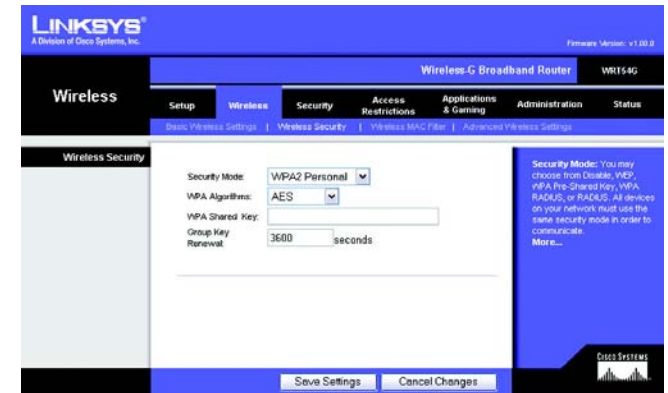 LINKSYS®
A Division of Cisco Systems, Inc.
Firmware Version: v1.00.0
Wireless-G Broadband Router WRT54G
Wireless
Setup Wireless Security Access Restrictions Applications & Gaming Administration Status
Basic Wireless Settings | Wireless Security | Wireless MAC Filter | Advanced Wireless Settings
Wireless Security
Security Mode: WPA2 Personal
WPA Algorithms: AES
WPA Shared Key:
Group Key Renewal: 3600 seconds
Security Mode: You may
choose from Disable, WEP,
WPA Pre-Shared Key, WPA
RADIUS, or RADIUS. All devices
on your network must use the
same security mode in order to
communicate.
More...
CISCO SYSTEMS
Save Settings Cancel Changes